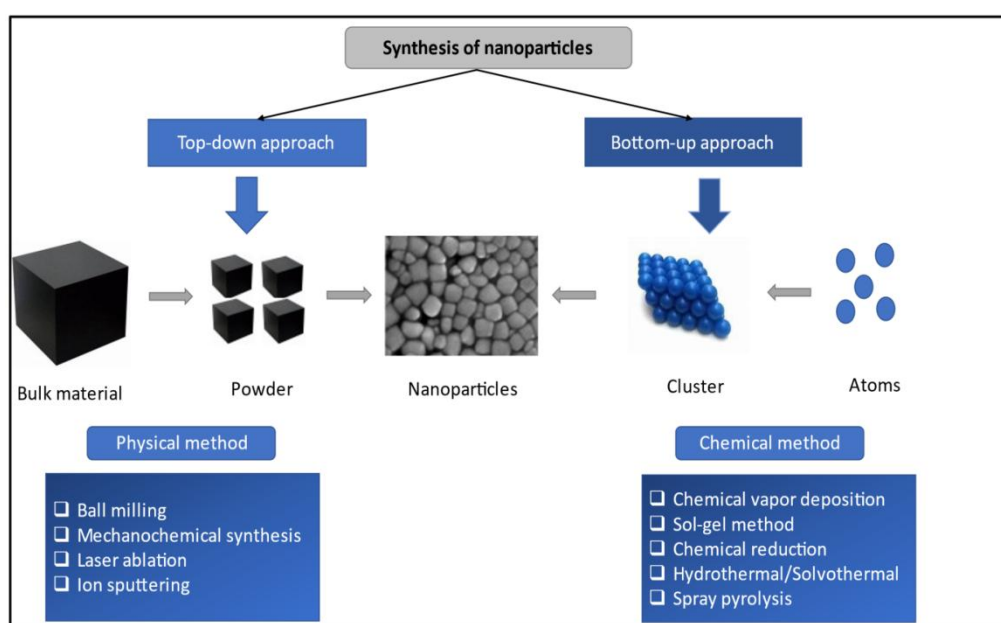 Synthesis of nanoparticles
Top-down approach
Bottom-up approach
Bulk material
Powder
Nanoparticles
Cluster
Atoms
Physical method
Chemical method
❑ Ball milling
❑ Mechanochemical synthesis
❑ Laser ablation
❑ Ion sputtering
❑ Chemical vapor deposition
❑ Sol-gel method
❑ Chemical reduction
❑ Hydrothermal/Solvothermal
❑ Spray pyrolysis